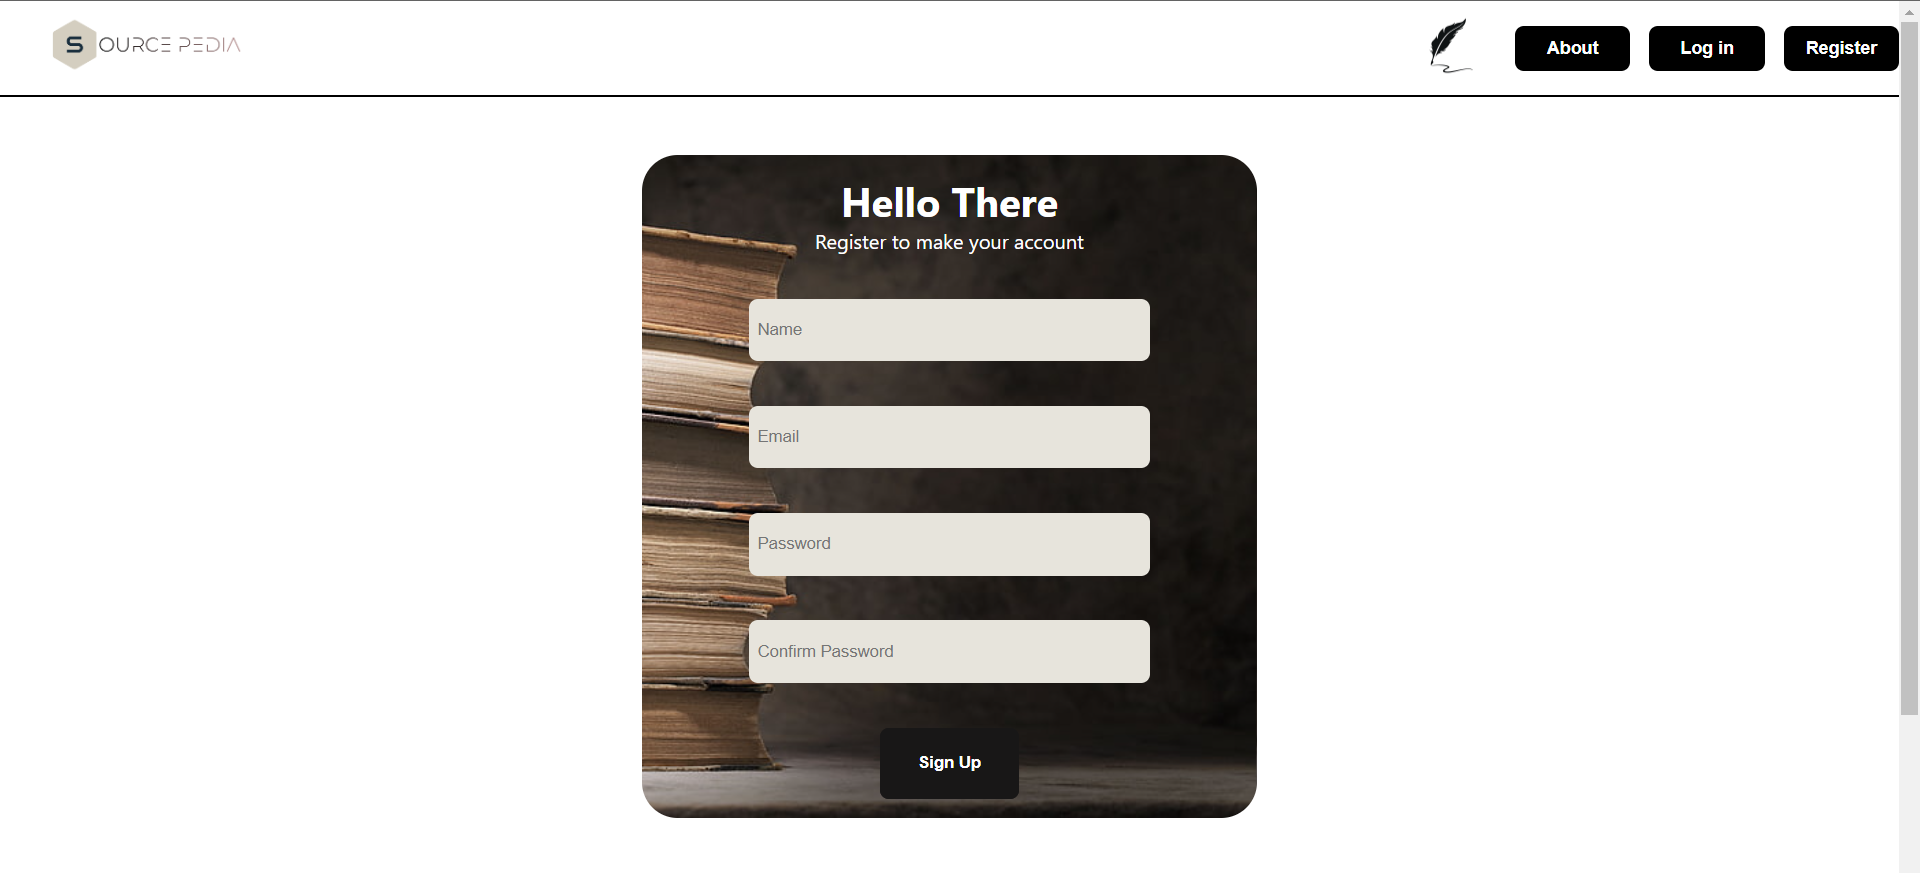 SOURCE PEDIA
About
Log in
Register
Hello There
Register to make your account
Name
Email
Password
Confirm Password
Sign Up